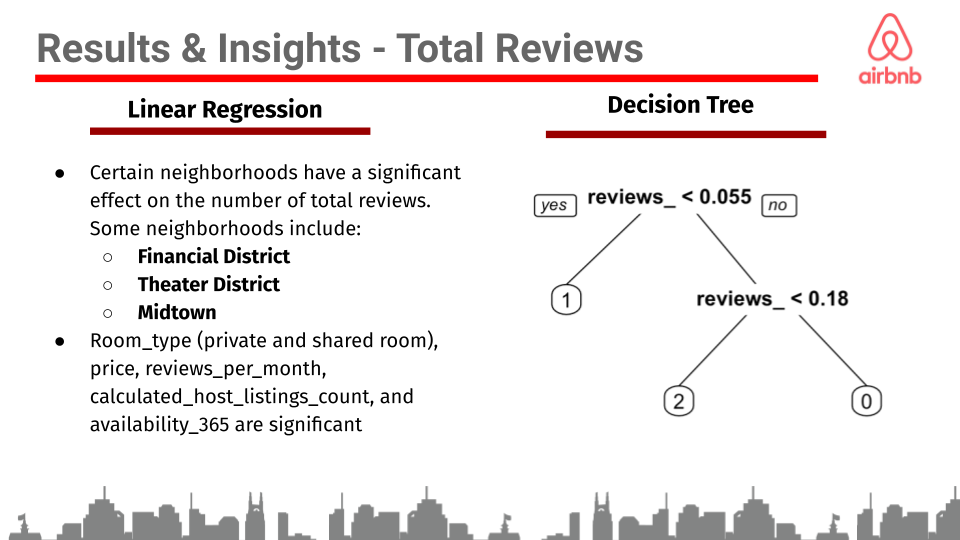 Results & Insights - Total Reviews
airbnb
Linear Regression
● Certain neighborhoods have a significant
effect on the number of total reviews.
Some neighborhoods include:
○ Financial District
○ Theater District
○ Midtown
● Room_type (private and shared room),
price, reviews_per_month,
calculated_host_listings_count, and
availability_365 are significant
Decision Tree
yes reviews_ < 0.055 no
1
reviews_ < 0.18
2 0